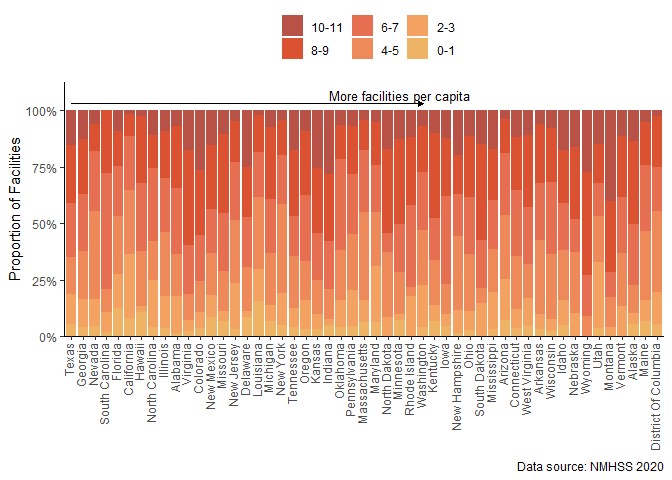 10-11 6-7 2-3
8-9 4-5 0-1
More facilities per capita
Proportion of Facilities
100%
75%
50%
25%
0%
Texas
Georgia
Nevada
South Carolina
Florida
California
Hawaii
North Carolina
Illinois
Alabama
Virginia
Colorado
New Mexico
Missouri
New Jersey
Delaware
Louisiana
Michigan
New York
Tennessee
Oregon
Kansas
Indiana
Oklahoma
Pennsylvania
Massachusetts
Maryland
North Dakota
Minnesota
Rhode Island
Washington
Kentucky
Iowa
New Hampshire
Ohio
South Dakota
Mississippi
Arizona
Connecticut
West Virginia
Arkansas
Wisconsin
Idaho
Nebraska
Wyoming
Utah
Montana
Vermont
Alaska
Maine
District Of Columbia
Data source: NMHSS 2020